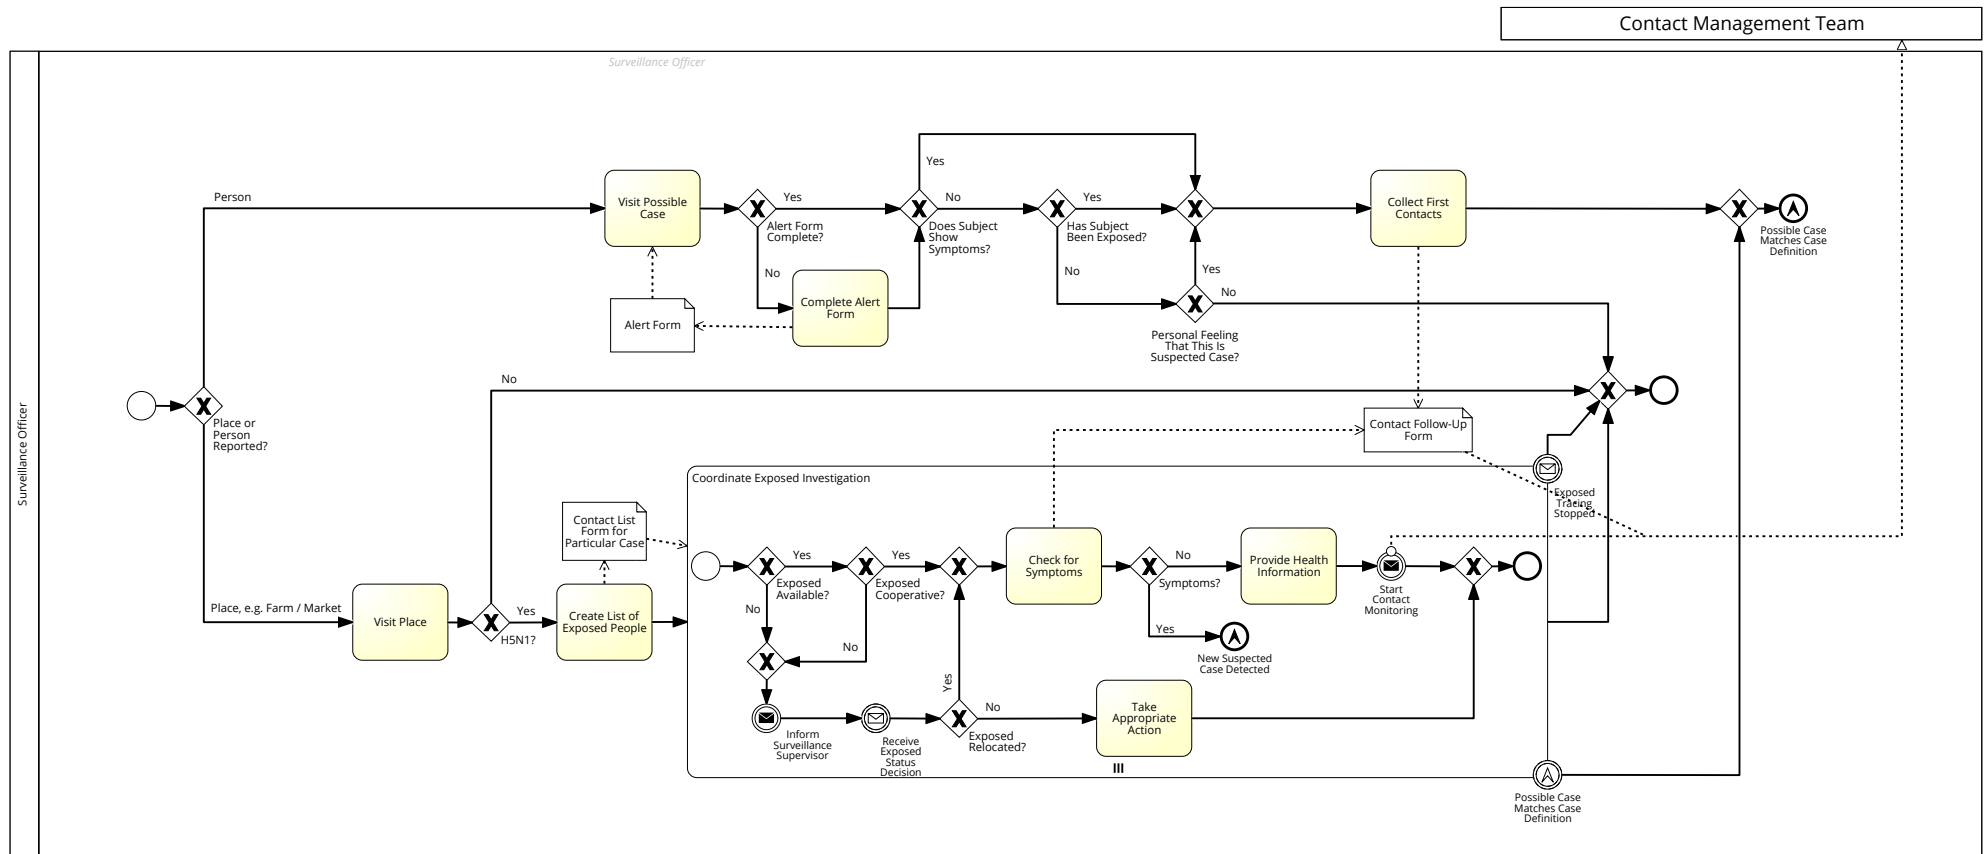 Contact Management Team
Surveillance Officer
Surveillance Officer
Person
Visit Possible
Case
Yes
Alert Form
Complete?
No
Complete Alert
Form
Alert Form
Yes
No
Does Subject
Show
Symptoms?
Yes
Has Subject
Been Exposed?
No
Yes
No
Personal Feeling
That This Is
Suspected Case?
Collect First
Contacts
Possible Case
Matches Case
Definition
Place or
Person
Reported?
No
Contact Follow-Up
Form
Place, e.g. Farm / Market
Visit Place
Yes
H5N1?
Contact List
Form for
Particular Case
Create List of
Exposed People
Coordinate Exposed Investigation
Exposed
Tracing
Stopped
Yes
Exposed
Available?
No
Yes
Exposed
Cooperative?
No
Check for
Symptoms
No
Symptoms?
Yes
New Suspected
Case Detected
Provide Health
Information
Start
Contact
Monitoring
Inform
Surveillance
Supervisor
Receive
Exposed
Status
Decision
Yes
No
Exposed
Relocated?
Take
Appropriate
Action
Possible Case
Matches Case
Definition